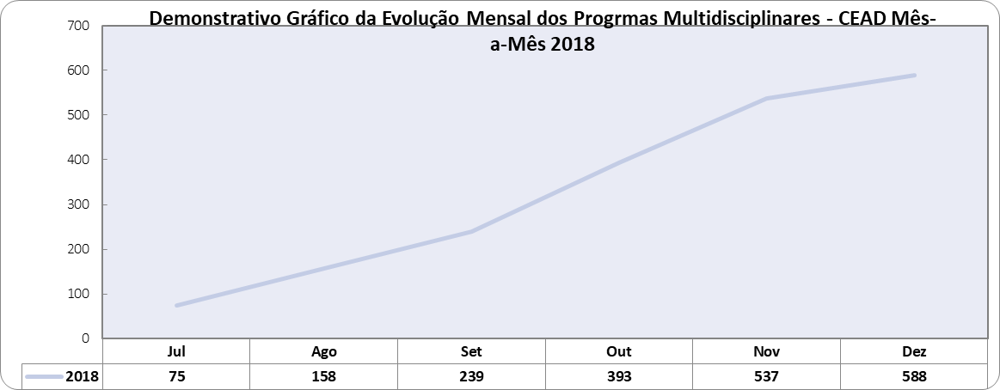 Demonstrativo Gráfico da Evolução Mensal dos Progrmas Multidisciplinares - CEAD Mês-
a-Mês 2018
700
600
500
400
300
200
100
0
Jul Ago Set Out Nov Dez
2018 75 158 239 393 537 588